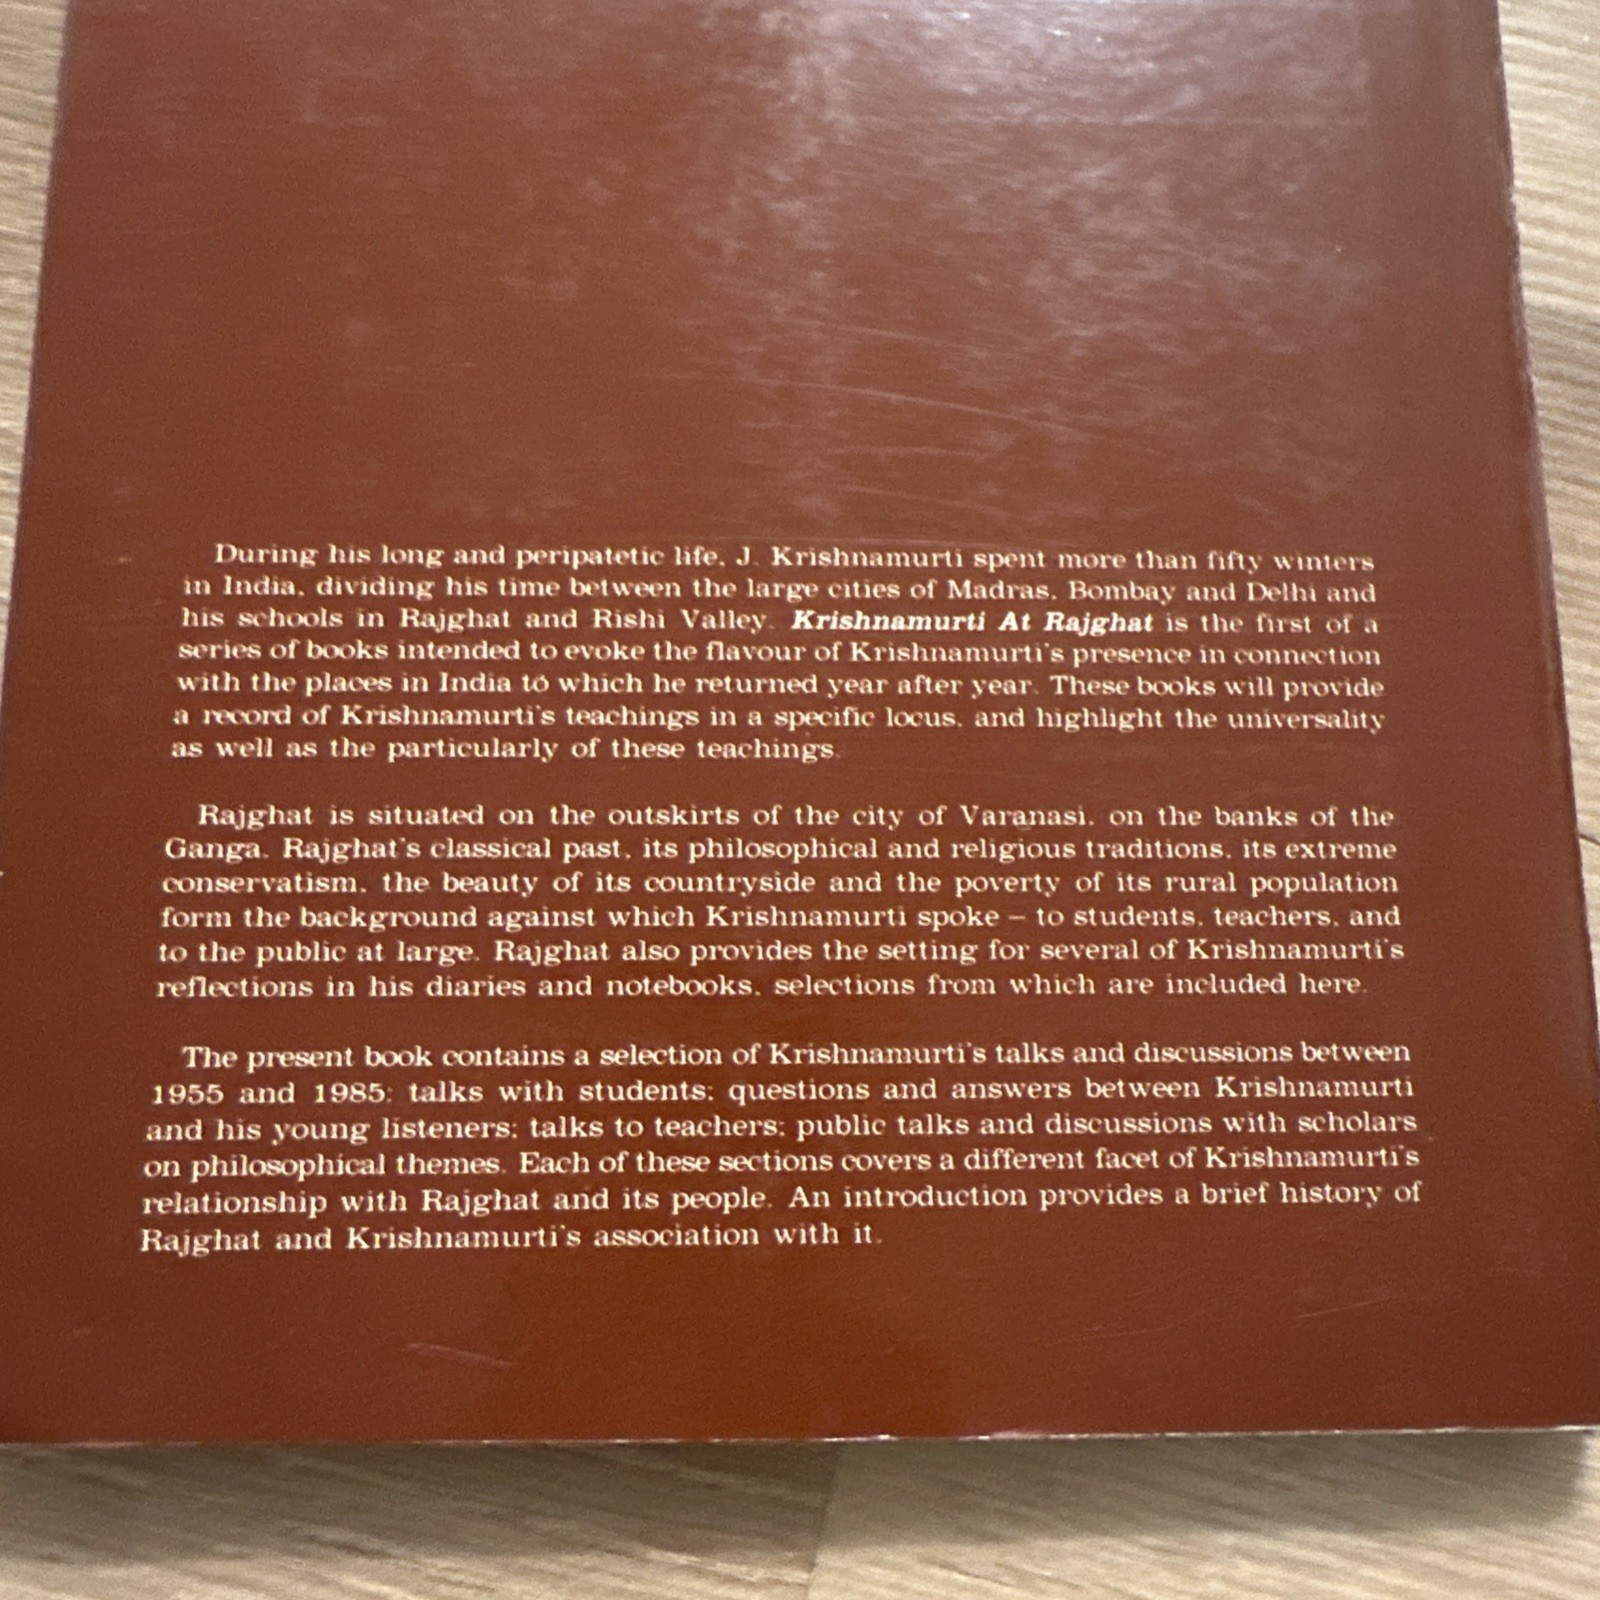 During his long and peripatetic life, J. Krishnamurti spent more than fifty winters
in India, dividing his time between the large cities of Madras, Bombay and Delhi and
his schools in Rajghat and Rishi Valley. Krishnamurti At Rajghat is the first of a
series of books intended to evoke the flavour of Krishnamurti's presence in connection
with the places in India to which he returned year after year. These books will provide
a record of Krishnamurti's teachings in a specific locus, and highlight the universality
as well as the particularly of these teachings.
Rajghat is situated on the outskirts of the city of Varanasi, on the banks of the
Ganga. Rajghat's classical past, its philosophical and religious traditions, its extreme
conservatism, the beauty of its countryside and the poverty of its rural population
form the background against which Krishnamurti spoke – to students, teachers, and
to the public at large. Rajghat also provides the setting for several of Krishnamurti's
reflections in his diaries and notebooks, selections from which are included here.
The present book contains a selection of Krishnamurti's talks and discussions between
1955 and 1985: talks with students; questions and answers between Krishnamurti
and his young listeners; talks to teachers; public talks and discussions with scholars
on philosophical themes. Each of these sections covers a different facet of Krishnamurti's
relationship with Rajghat and its people. An introduction provides a brief history of
Rajghat and Krishnamurti's association with it.